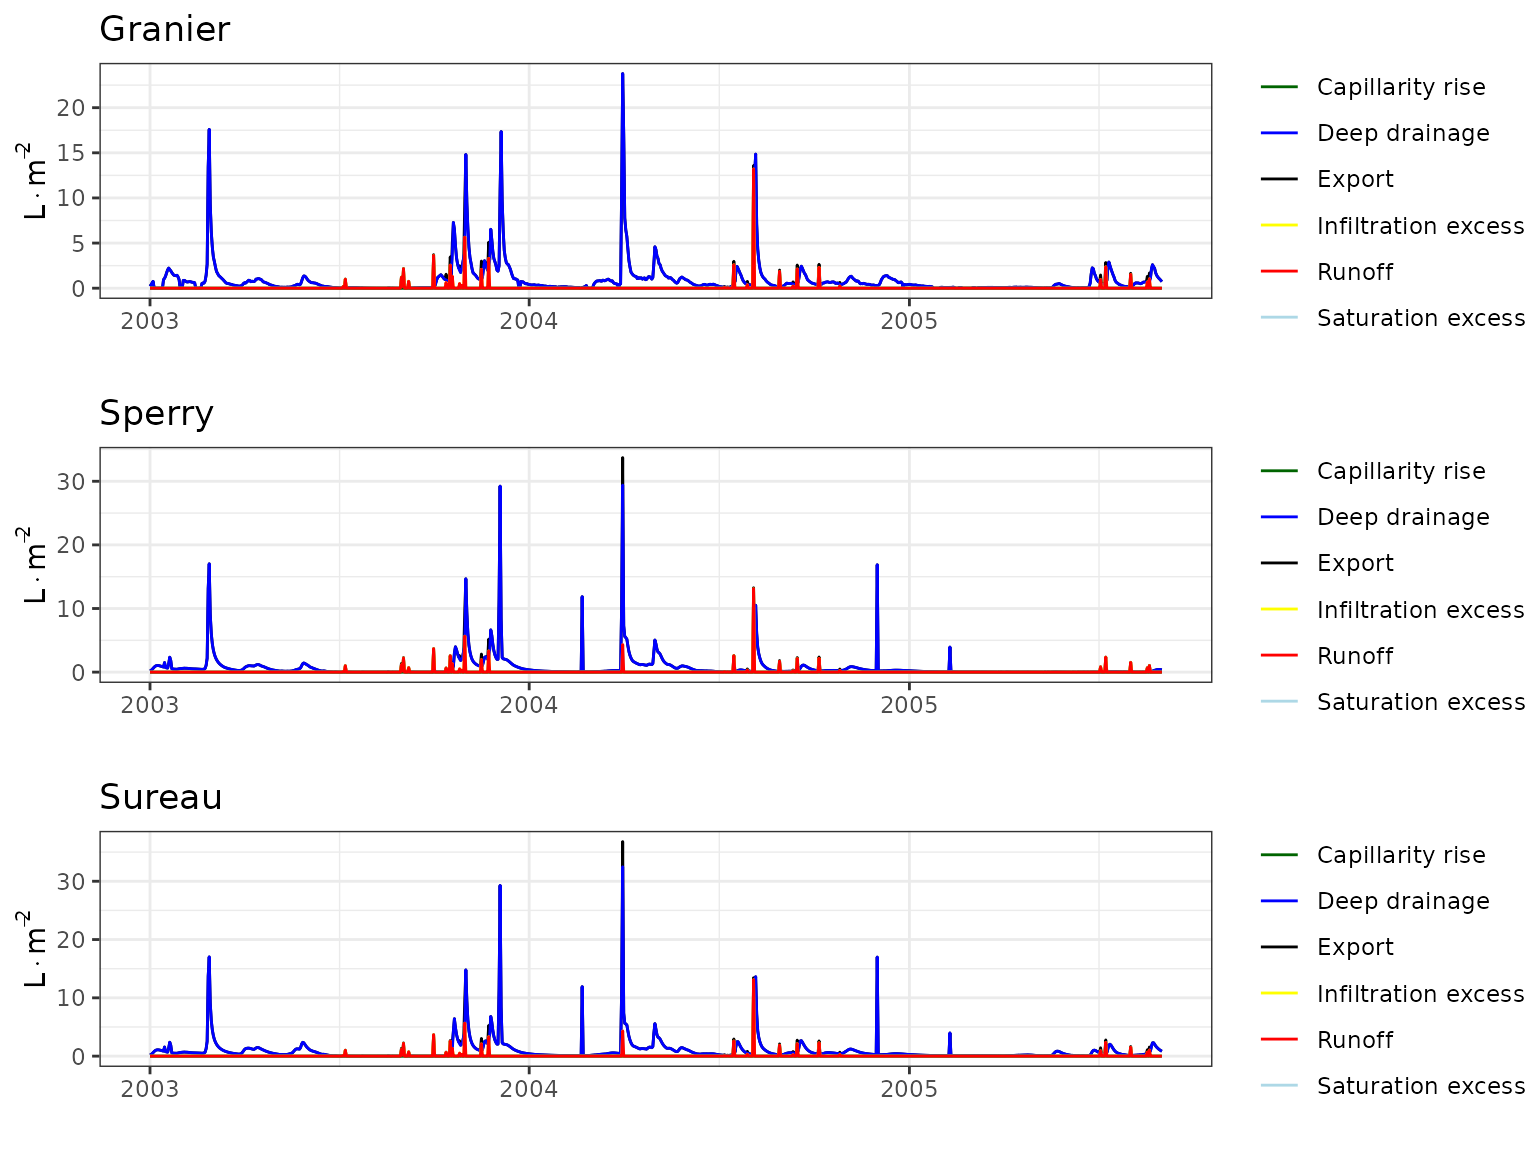 Granier
L · m⁻²
20
15
10
5
0
2003 2004 2005
Capillarity rise
Deep drainage
Export
Infiltration excess
Runoff
Saturation excess
Sperry
L · m⁻²
30
20
10
0
2003 2004 2005
Capillarity rise
Deep drainage
Export
Infiltration excess
Runoff
Saturation excess
Sureau
L · m⁻²
30
20
10
0
2003 2004 2005
Capillarity rise
Deep drainage
Export
Infiltration excess
Runoff
Saturation excess